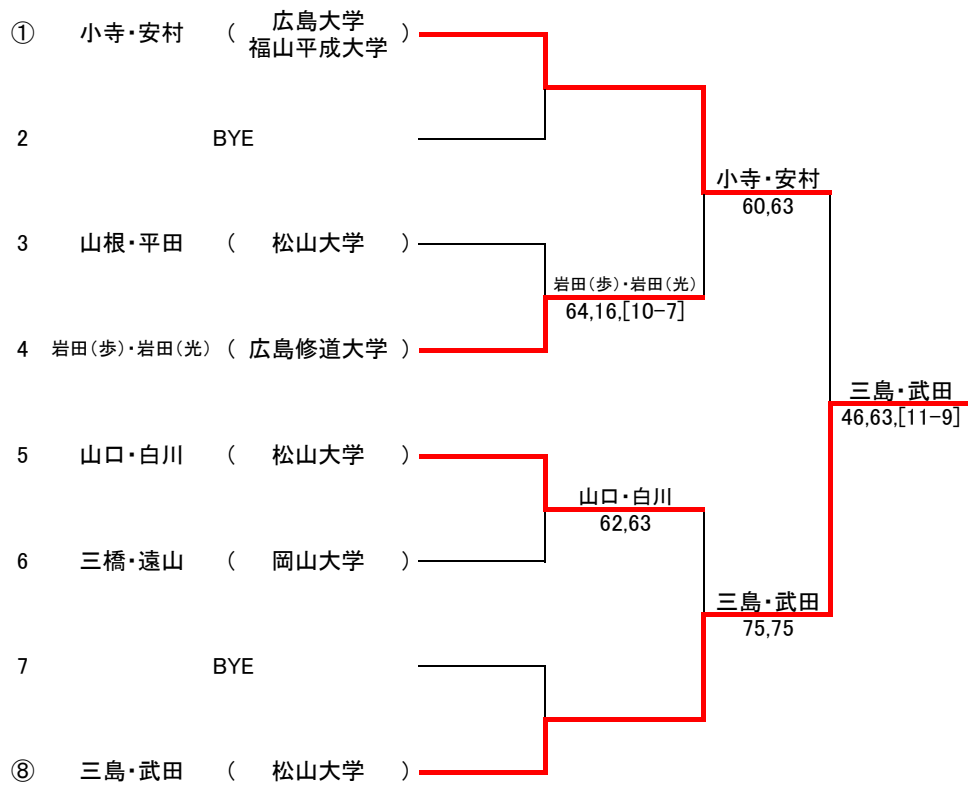 ① 小寺・安村 ( 広島大学
福山平成大学 )
2 BYE
小寺・安村
60,63
3 山根・平田 ( 松山大学 )
岩田(歩)・岩田(光)
64,16,[10-7]
4 岩田(歩)・岩田(光) ( 広島修道大学 )
三島・武田
46,63,[11-9]
5 山口・白川 ( 松山大学 )
山口・白川
62,63
6 三橋・遠山 ( 岡山大学 )
三島・武田
75,75
7 BYE
⑧ 三島・武田 ( 松山大学 )